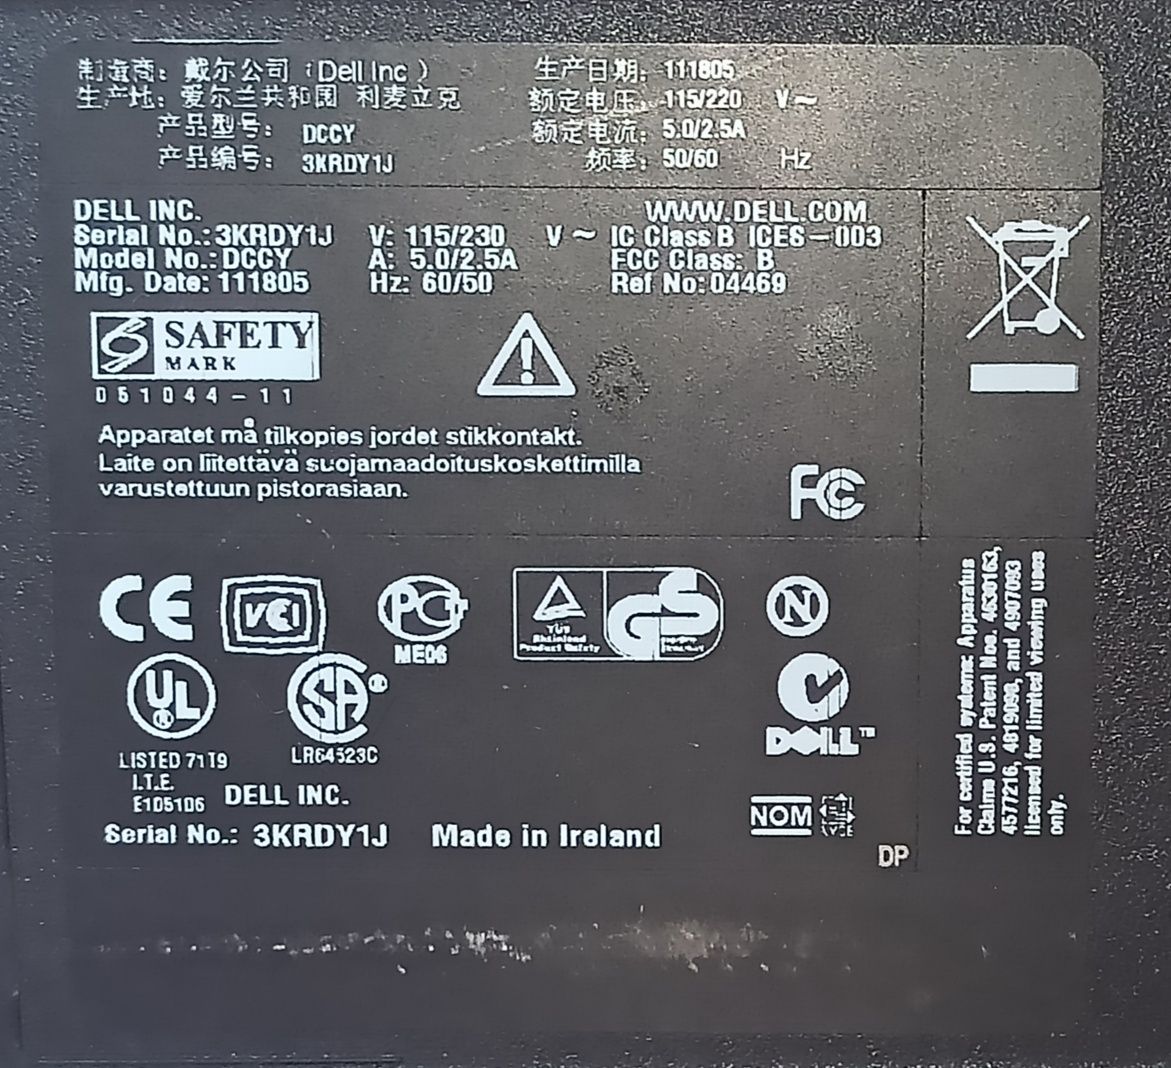 制造商：戴尔公司（Dell Inc ）
生产地：爱尔兰共和国 利麦立克
产品型号： DCCY
产品编号： 3KRDY1J
生产日期：111805
额定电压：115/220 V~
额定电流：5.0/2.5A
频率：50/60 Hz
DELL INC.
Serial No.: 3KRDY1J
Model No.: DCCY
Mfg. Date: 111805
V: 115/230 V ~
A: 5.0/2.5A
Hz: 60/50
WWW.DELL.COM
IC Class B ICES-003
FCC Class: B
Ref No: 04469
SAFETY
MARK
051044-11
Apparatet må tilkopies jordet stikkontakt.
Laite on liitettävä suojamaadoituskoskettimilla
varustettuun pistorasiaan.
FC
CE
VCI
PCT
ME06
TÜV
Rheinland
Product Safety
GS
N
UL
®
LISTED 71T9
I.T.E.
E105106
SA
®
LR64523C
DELL INC.
DELL™
NOM
NYCE
Serial No.: 3KRDY1J Made in Ireland
DP
For certified systems: Apparatus
Claims U.S. Patent Nos. 4630163,
4577216, 4819098, and 4907093
licensed for limited viewing uses
only.